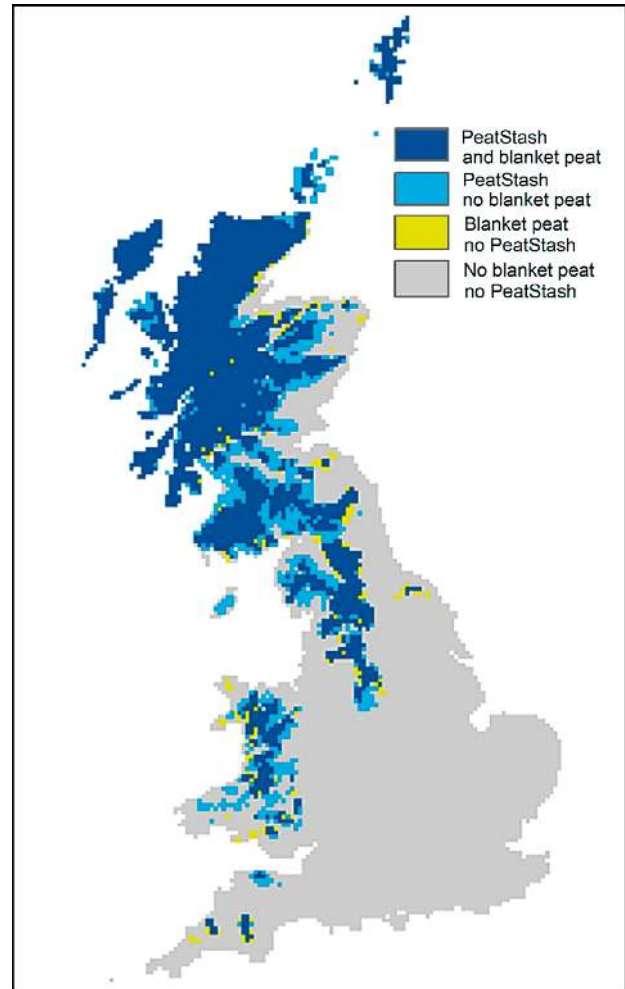 PeatStash
and blanket peat
PeatStash
no blanket peat
Blanket peat
no PeatStash
No blanket peat
no PeatStash